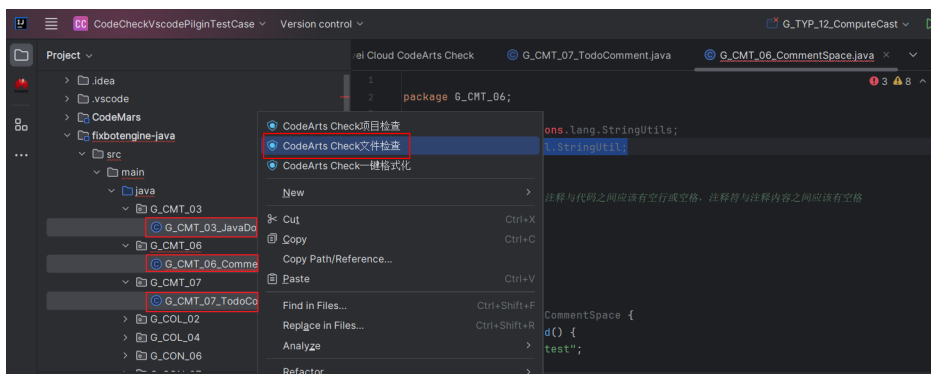 CC CodeCheckVscodePilginTestCase Version control G_TYP_12_ComputeCast
Project
ei Cloud CodeArts Check G_CMT_07_TodoComment.java G_CMT_06_CommentSpace.java
.idea
.vscode
CodeMars
fixbotengine-java
src
main
java
G_CMT_03
G_CMT_03_JavaDo
G_CMT_06
G_CMT_06_Comme
G_CMT_07
G_CMT_07_TodoCo
G_COL_02
G_COL_04
G_CON_06
CodeArts Check项目检查
CodeArts Check文件检查
CodeArts Check一键格式化
New
Cut Ctrl+X
Copy Ctrl+C
Copy Path/Reference...
Paste Ctrl+V
Find in Files... Ctrl+Shift+F
Replace in Files... Ctrl+Shift+R
Analyze
Refactor
1
3 8
2 package G_CMT_06;
ons.lang.StringUtils;
l.StringUtil;
注释与代码之间应该有空行或空格，注释符与注释内容之间应该有空格
CommentSpace {
d() {
test";